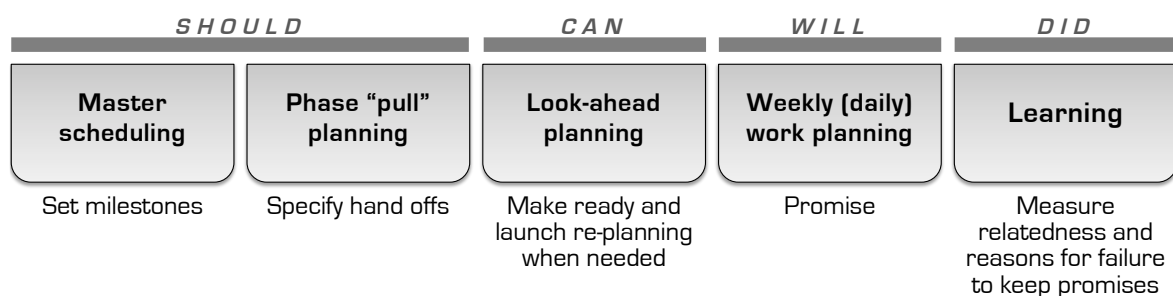 SHOULD
CAN
WILL
DID
Master
scheduling
Phase “pull”
planning
Look-ahead
planning
Weekly (daily)
work planning
Learning
Set milestones
Specify hand offs
Make ready and
launch re-planning
when needed
Promise
Measure
relatedness and
reasons for failure
to keep promises